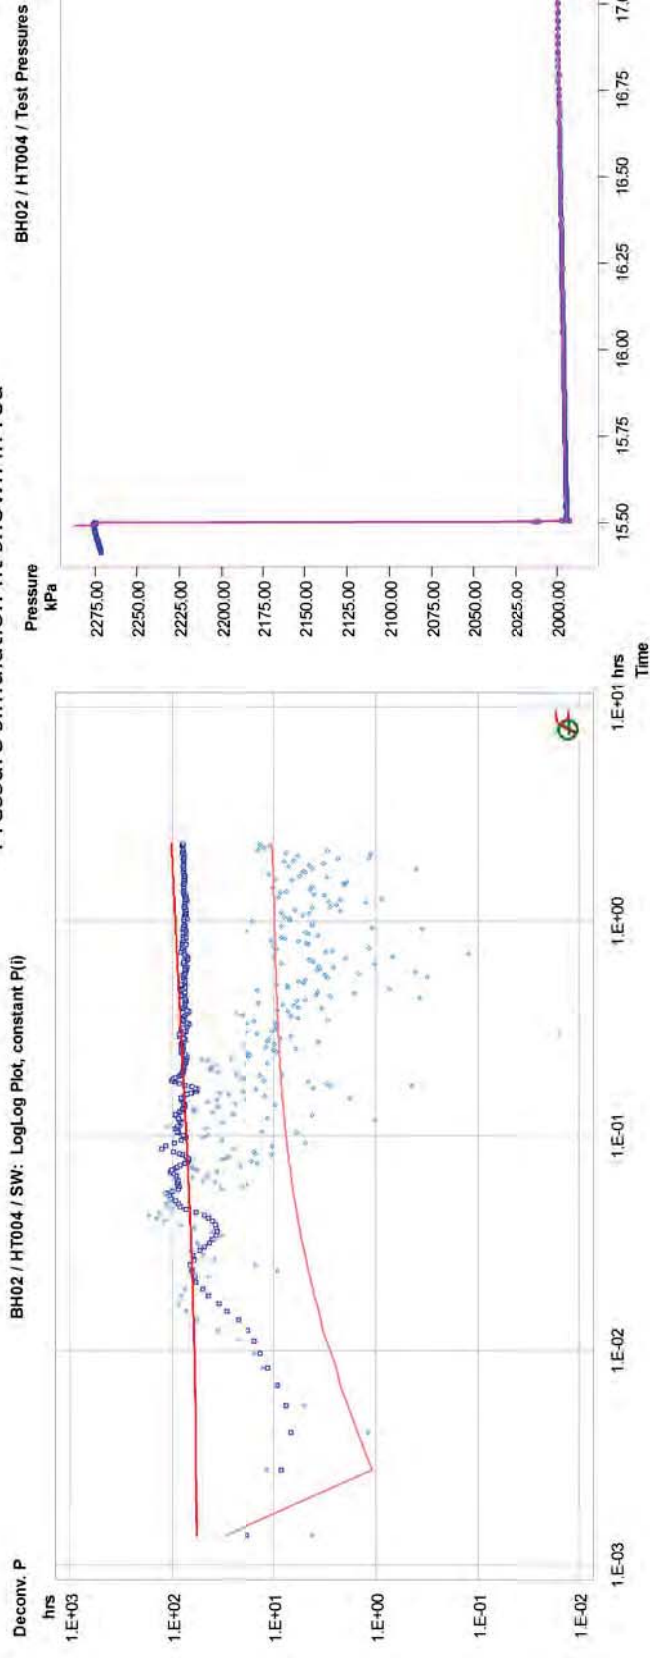 Pressure simulation fit shown in red
BH02 / HT004 / SW: LogLog Plot, constant P(i)
Deconv. P
hrs
1.E+03
1.E+02
1.E+01
1.E+00
1.E-01
1.E-02
1.E-03
1.E-02
1.E-01
1.E+00
1.E+01 hrs
BH02 / HT004 / Test Pressures
Pressure
kPa
2275.00
2250.00
2225.00
2200.00
2175.00
2150.00
2125.00
2100.00
2075.00
2050.00
2025.00
2000.00
15.50
15.75
16.00
16.25
16.50
16.75
Time